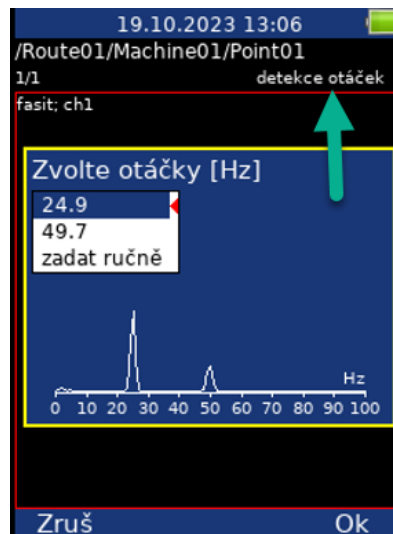 19.10.2023 13:06
/Route01/Machine01/Point01
1/1 detekce otáček
fasit; ch1
Zvolte otáčky [Hz]
24.9
49.7
zadat ručně
Hz
0 10 20 30 40 50 60 70 80 90 100
Zruš Ok